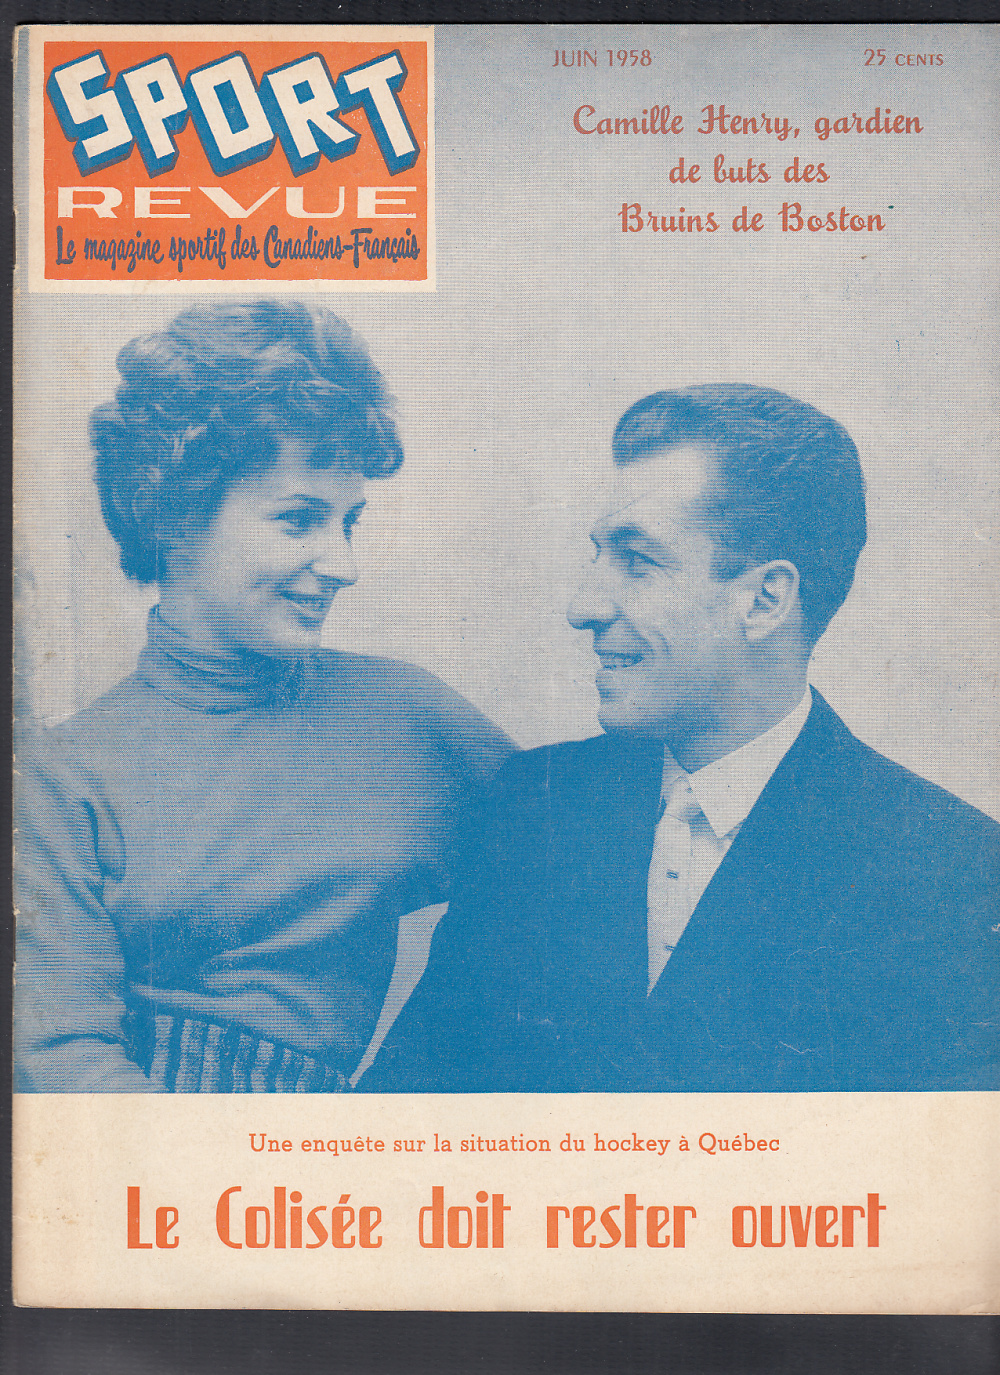 SPORT
REVUE
Le magazine sportif des Canadiens-Français
JUIN 1958
25 CENTS
Camille Henry, gardien
de buts des
Bruins de Boston
Une enquête sur la situation du hockey à Québec
Le Colisée doit rester ouvert